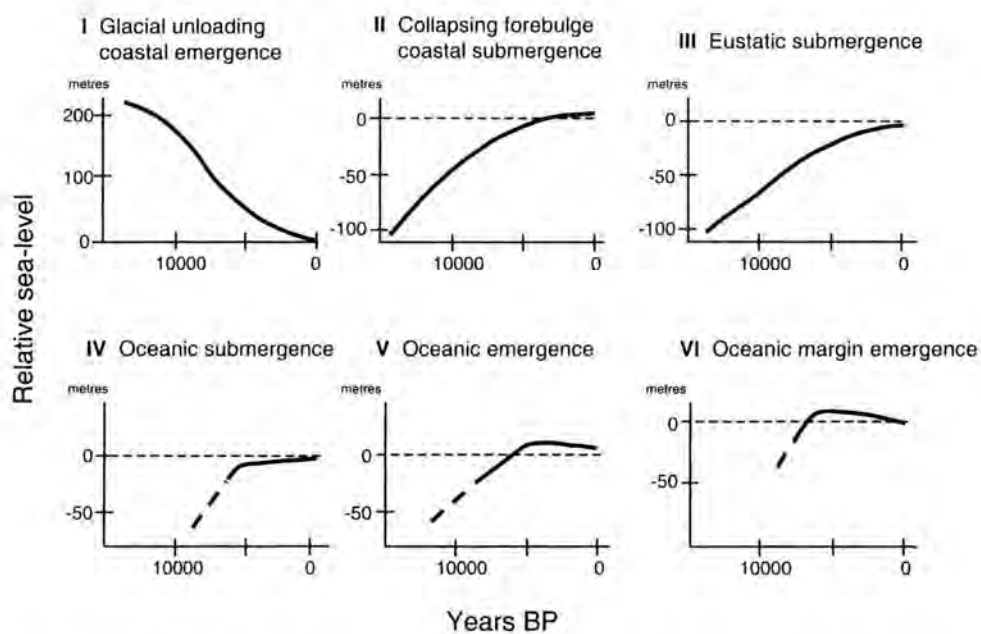 I Glacial unloading
coastal emergence
metres
200
100
0
10000 0
II Collapsing forebulge
coastal submergence
metres
0
-50
-100
10000 0
III Eustatic submergence
metres
0
-50
-100
10000 0
Relative sea-level
IV Oceanic submergence
metres
0
-50
10000 0
V Oceanic emergence
metres
0
-50
10000 0
VI Oceanic margin emergence
metres
0
-50
10000 0
Years BP